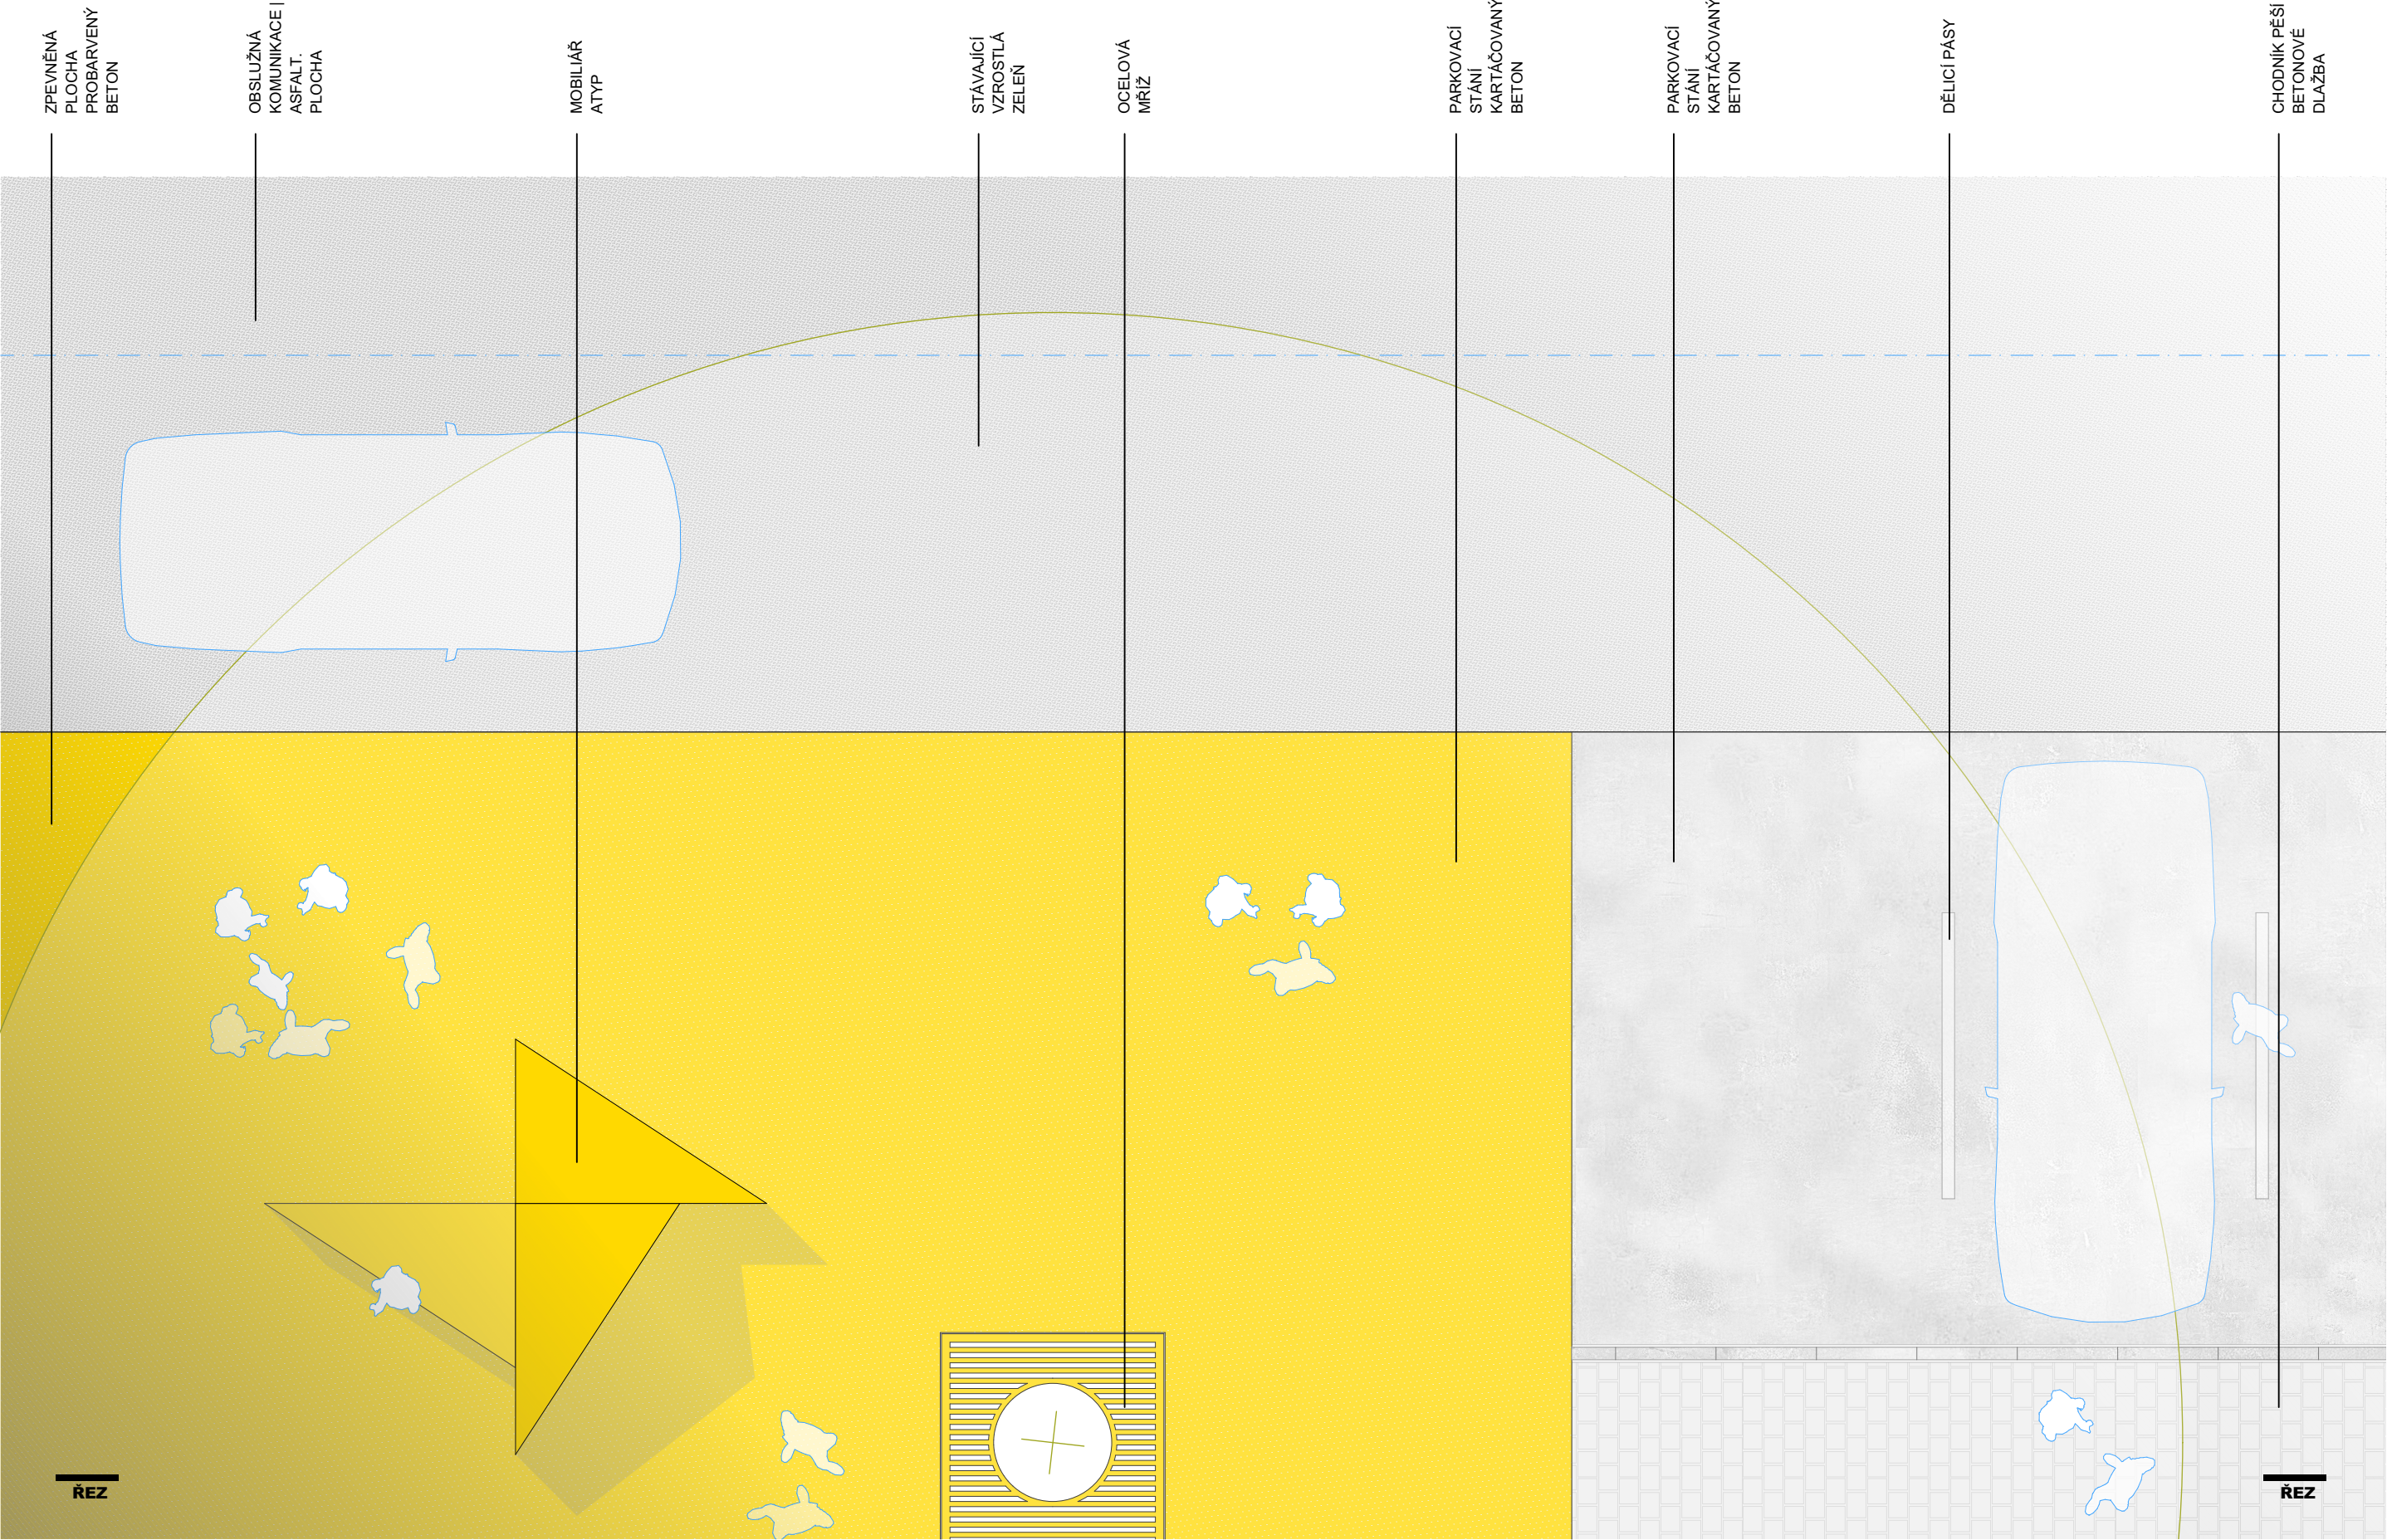 ZPEVNĚNÁ
PLOCHA
PROBARVENÝ
BETON
OBSLUŽNÁ
KOMUNIKACE |
ASFALT.
PLOCHA
MOBILIÁŘ
ATYP
STÁVAJÍCÍ
VZROSTLÁ
ZELEŇ
OCELOVÁ
MŘÍŽ
PARKOVACÍ
STÁNÍ
KARTÁČOVANÝ
BETON
PARKOVACÍ
STÁNÍ
KARTÁČOVANÝ
BETON
DĚLICÍ PÁSY
CHODNÍK PĚŠÍ
BETONOVÉ
DLAŽBA
ŘEZ
ŘEZ